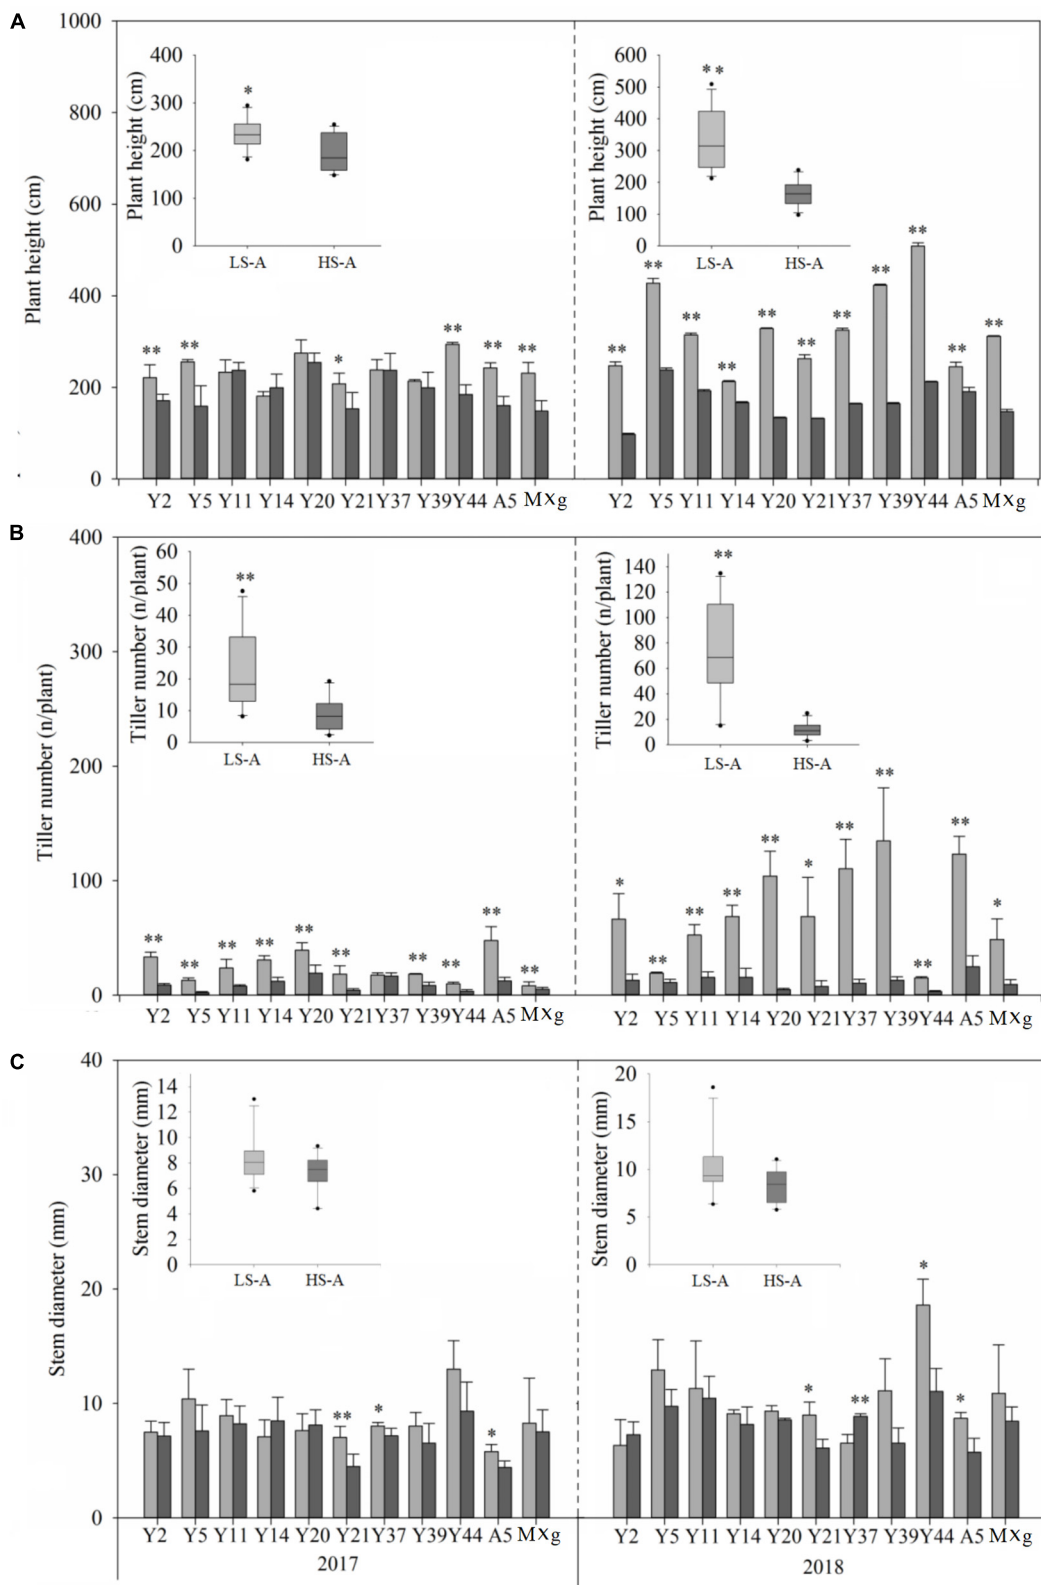 A
Plant height (cm)
1000
800
600
400
200
0
Plant height (cm)
400
300
200
100
0
*
LS-A HS-A
Plant height (cm)
600
500
400
300
200
100
0
**
LS-A HS-A
** ** * ** ** **
** ** ** ** ** ** ** ** ** ** **
Y2 Y5 Y11 Y14 Y20 Y21 Y37 Y39 Y44 A5 M×g
Y2 Y5 Y11 Y14 Y20 Y21 Y37 Y39 Y44 A5 M×g
B
Tiller number (n/plant)
400
300
200
100
0
Tiller number (n/plant)
60
50
40
30
20
10
0
**
LS-A HS-A
Tiller number (n/plant)
140
120
100
80
60
40
20
0
**
LS-A HS-A
** ** ** ** ** ** ** ** ** **
* ** ** ** ** * ** ** ** ** *
Y2 Y5 Y11 Y14 Y20 Y21 Y37 Y39 Y44 A5 M×g
Y2 Y5 Y11 Y14 Y20 Y21 Y37 Y39 Y44 A5 M×g
C
Stem diameter (mm)
40
30
20
10
0
Stem diameter (mm)
14
12
10
8
6
4
2
0
LS-A HS-A
Stem diameter (mm)
20
15
10
5
0
LS-A HS-A
** * *
* ** * *
Y2 Y5 Y11 Y14 Y20 Y21 Y37 Y39 Y44 A5 M×g
Y2 Y5 Y11 Y14 Y20 Y21 Y37 Y39 Y44 A5 M×g
2017 2018